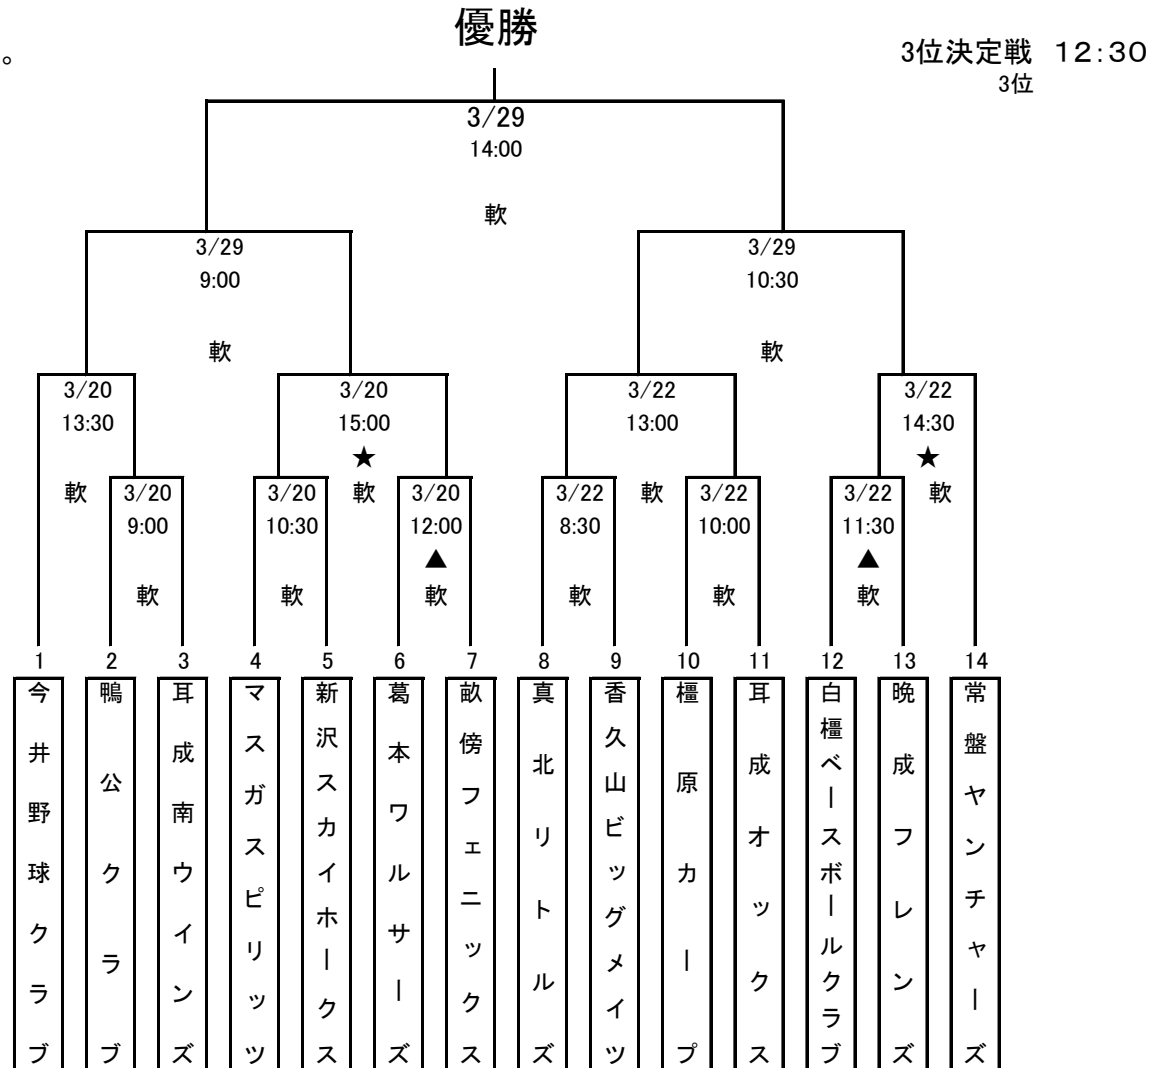 優勝
3位決定戦　12:30
。
3位
3/29
14:00
軟
3/29
3/29
9:00
10:30
軟
軟
3/20
3/20
3/22
3/22
13:30
15:00
13:00
14:30
★
★
軟
3/20
3/20
軟
3/20
3/22
軟
3/22
3/22
軟
9:00
10:30
12:00
8:30
10:00
11:30
▲
▲
軟
軟
軟
軟
軟
軟
1
2
3
4
5
6
7
8
9
10
11
12
13
14
今井野球クラブ
鴨公クラブ
耳成南ウインズ
マスガスピリッツ
新沢スカイホークス
葛本ワルサーズ
畝傍フェニックス
真北リトルズ
香久山ビッグメイツ
橿原カープ
耳成オックス
白橿ベースボールクラブ
晩成フレンズ
常盤ヤンチャーズ